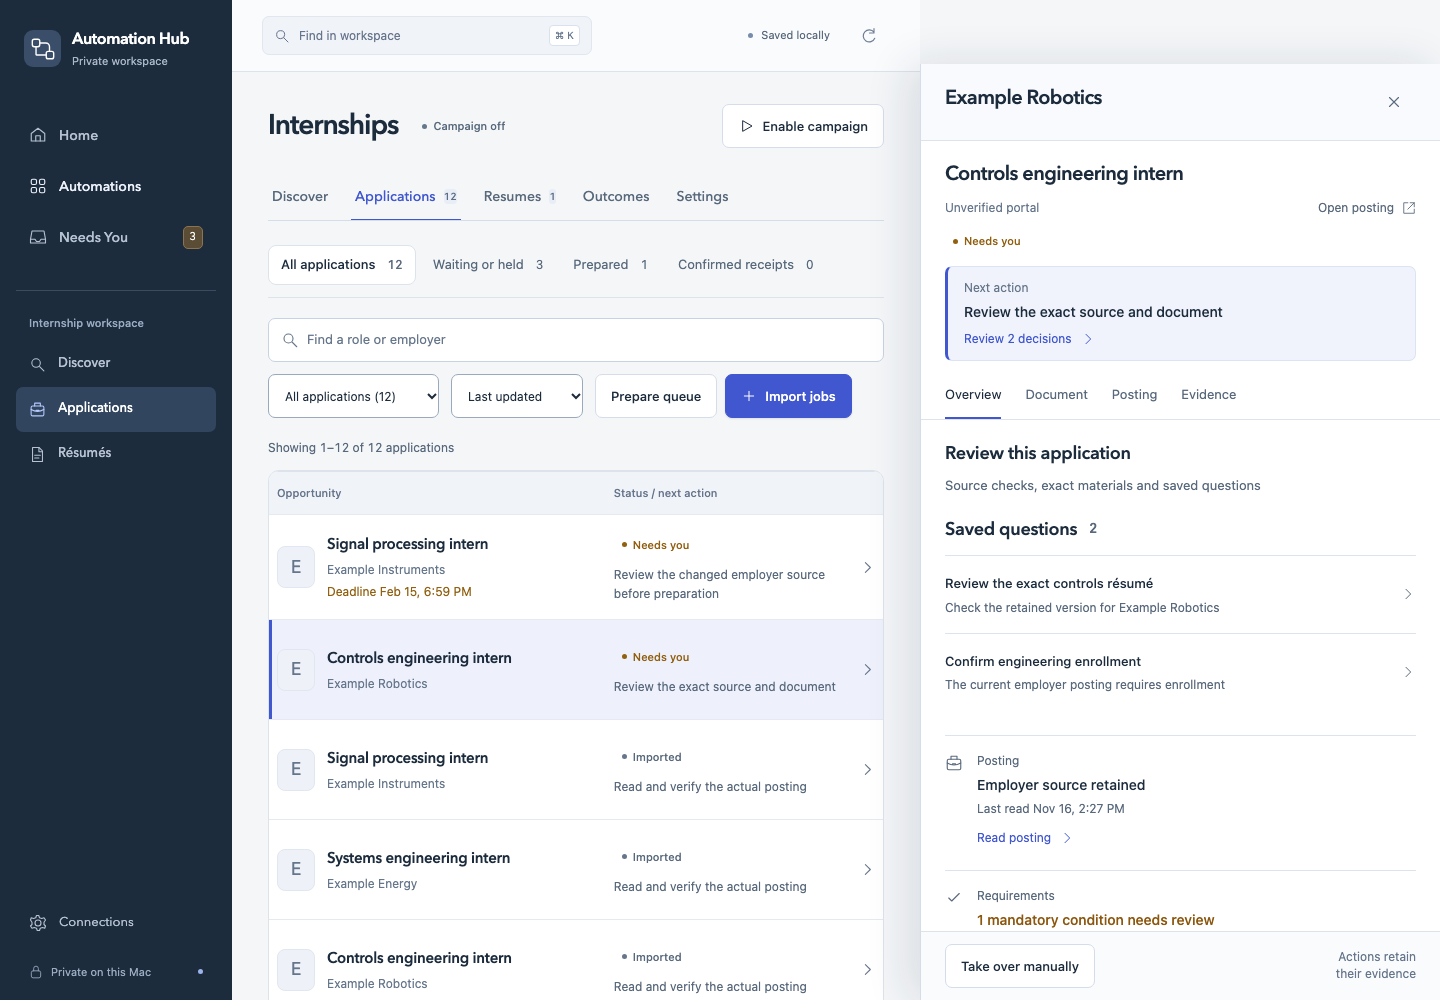 Automation Hub
Private workspace
Home
Automations
Needs You 3
Internship workspace
Discover
Applications
Résumés
Connections
Private on this Mac
Find in workspace ⌘ K
Saved locally
Internships
Campaign off
Enable campaign
Discover Applications 12 Resumes 1 Outcomes Settings
All applications 12 Waiting or held 3 Prepared 1 Confirmed receipts 0
Find a role or employer
All applications (12) Last updated Prepare queue Import jobs
Showing 1–12 of 12 applications
Opportunity Status / next action
E
Signal processing intern
Example Instruments
Deadline Feb 15, 6:59 PM
Needs you
Review the changed employer source
before preparation
E
Controls engineering intern
Example Robotics
Needs you
Review the exact source and document
E
Signal processing intern
Example Instruments
Imported
Read and verify the actual posting
E
Systems engineering intern
Example Energy
Imported
Read and verify the actual posting
E
Controls engineering intern
Example Robotics
Imported
Read and verify the actual posting
Example Robotics
Controls engineering intern
Unverified portal Open posting
Needs you
Next action
Review the exact source and document
Review 2 decisions
Overview Document Posting Evidence
Review this application
Source checks, exact materials and saved questions
Saved questions 2
Review the exact controls résumé
Check the retained version for Example Robotics
Confirm engineering enrollment
The current employer posting requires enrollment
Posting
Employer source retained
Last read Nov 16, 2:27 PM
Read posting
Requirements
1 mandatory condition needs review
Take over manually
Actions retain
their evidence